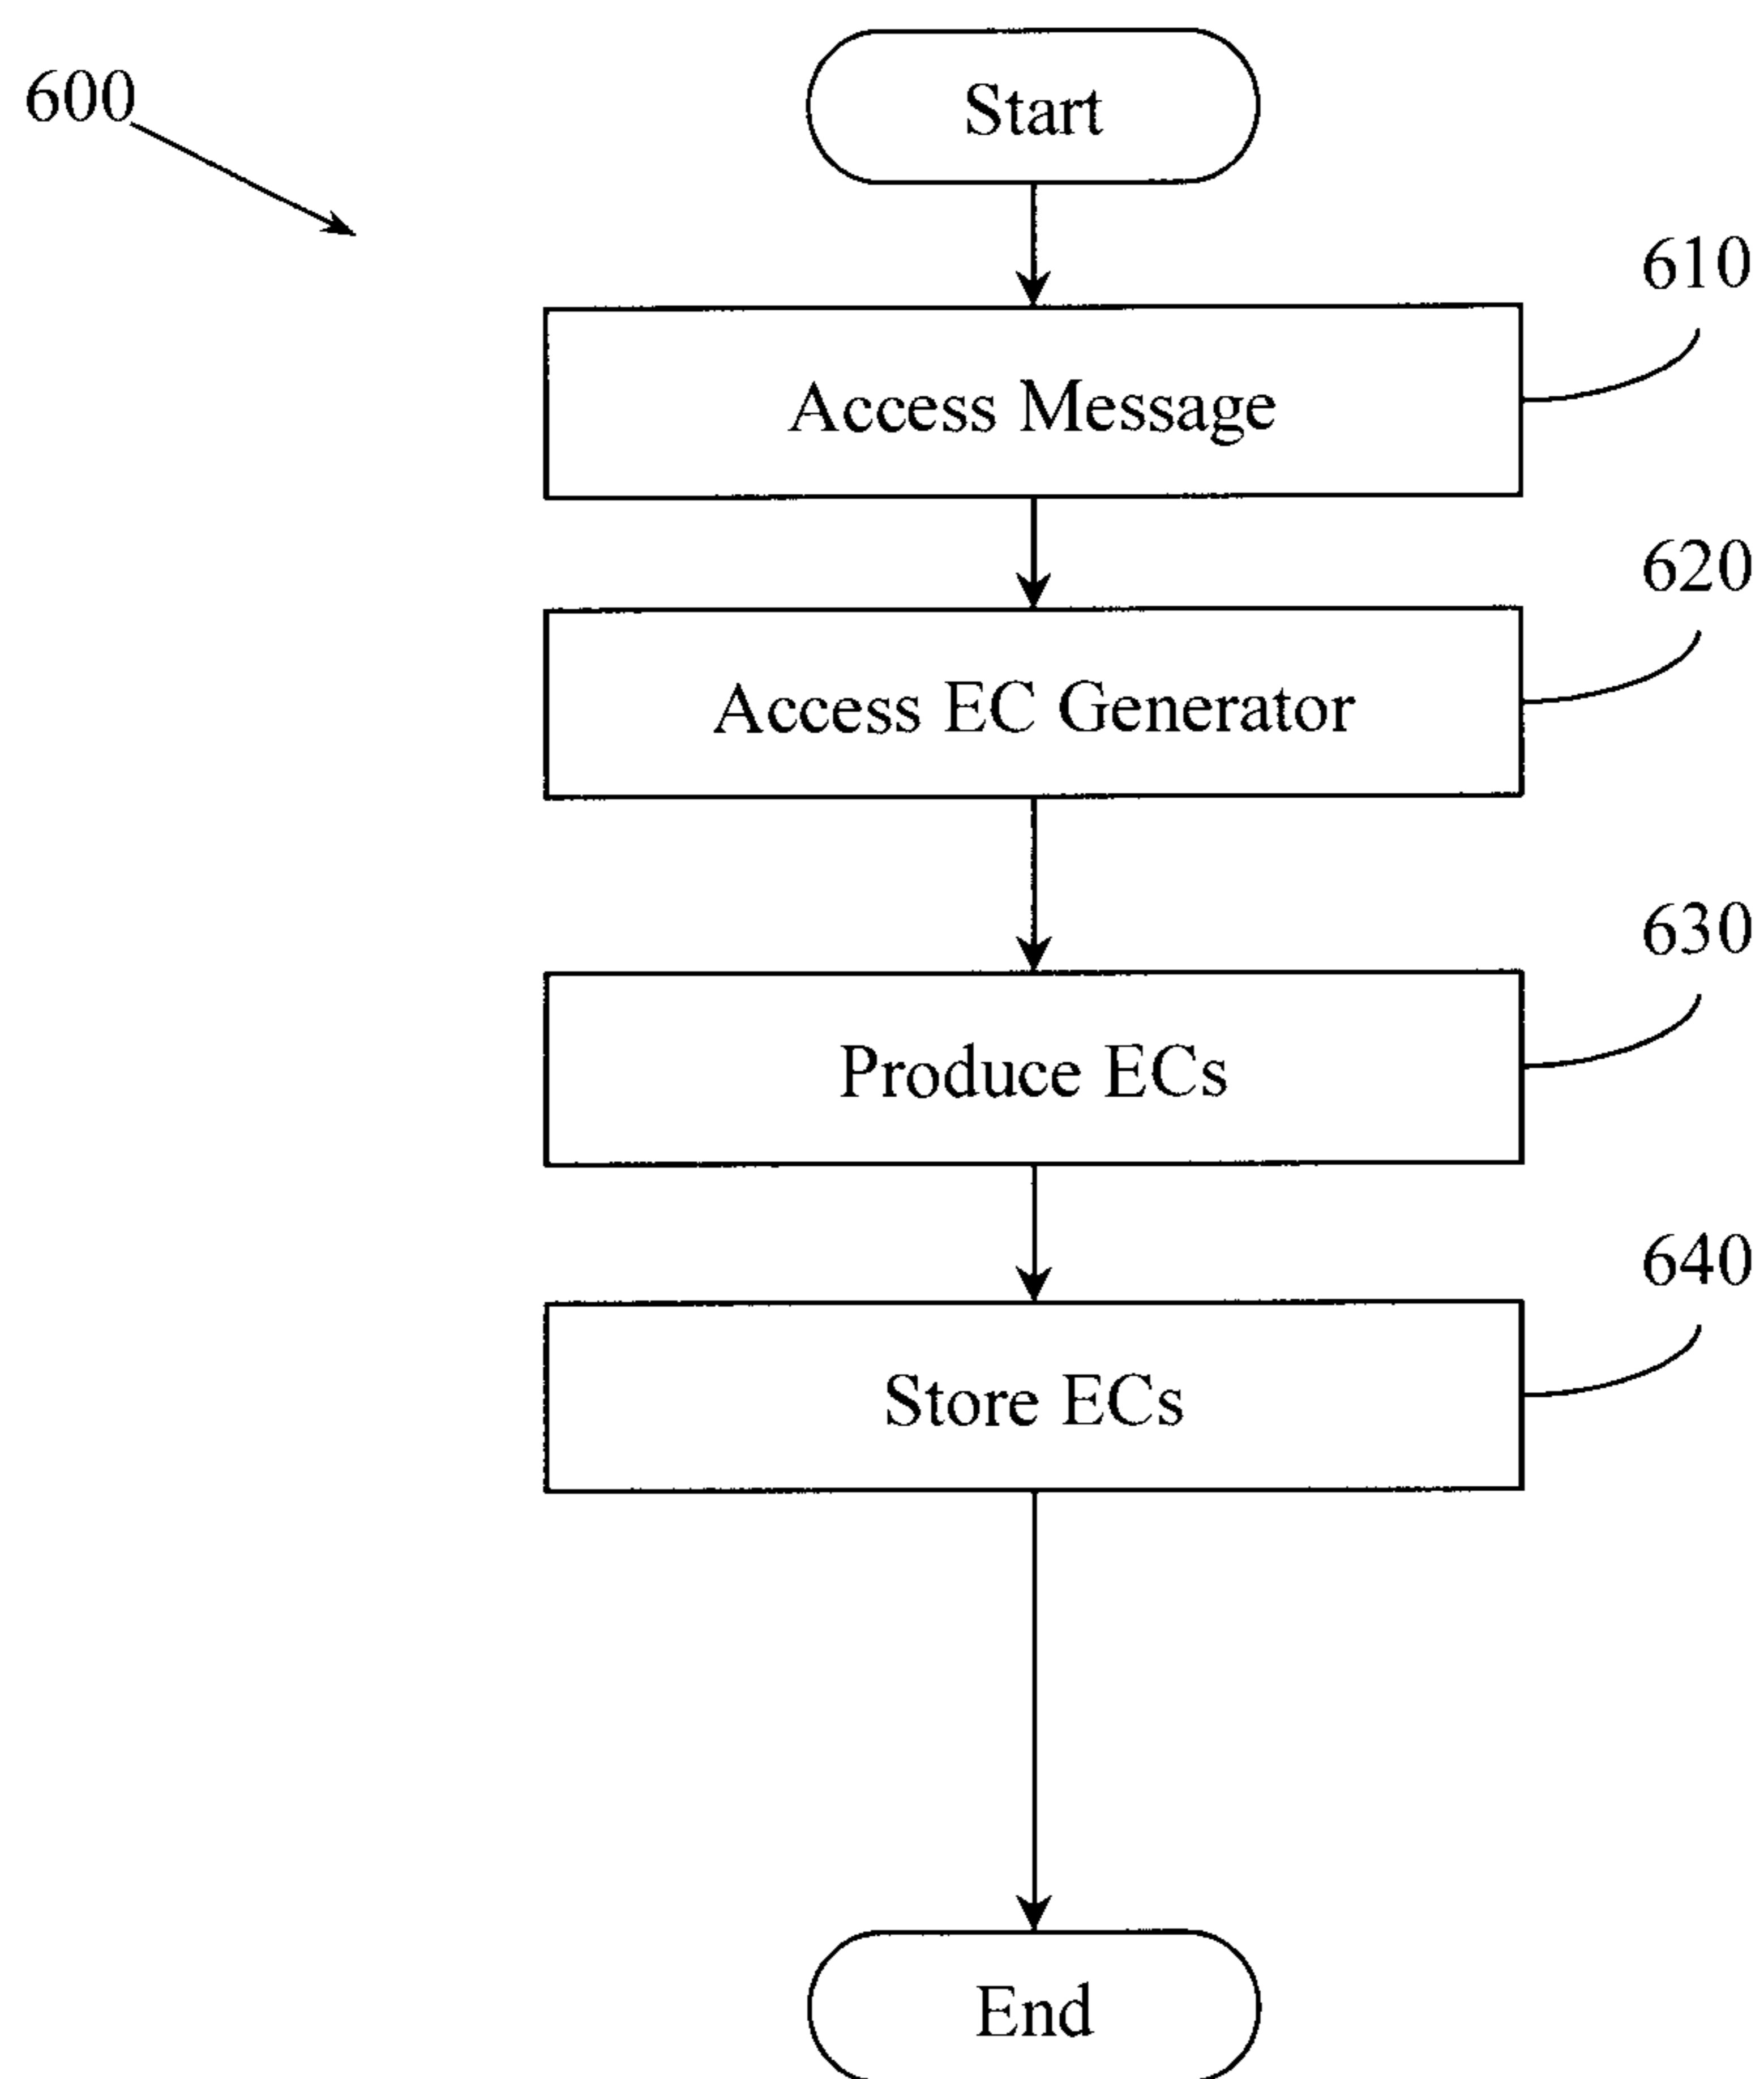 600
Start
610
Access Message
620
Access EC Generator
630
Produce ECs
640
Store ECs
End